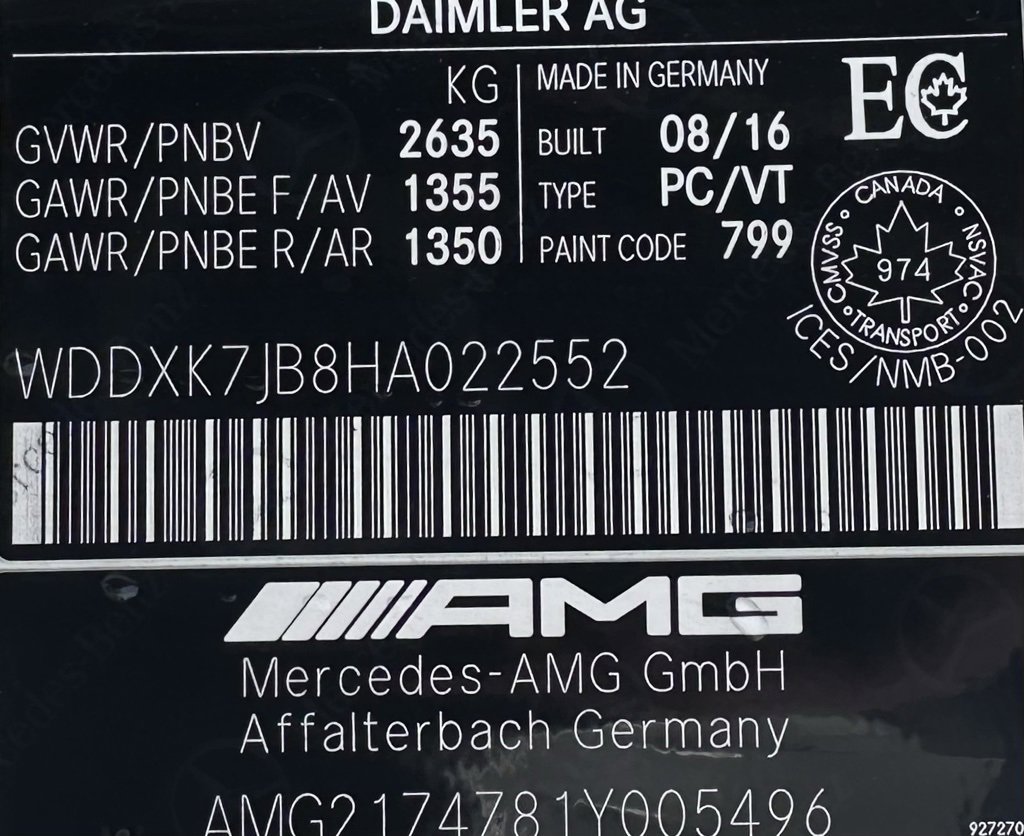 DAIMLER AG
KG
GVWR/PNBV 2635
GAWR/PNBE F/AV 1355
GAWR/PNBE R/AR 1350
MADE IN GERMANY
BUILT 08/16
TYPE PC/VT
PAINT CODE 799
EC
CANADA
CMVSS
NSVAC
974
TRANSPORT
ICES/NMB-002
WDDXK7JB8HA022552
AMG
Mercedes-AMG GmbH
Affalterbach Germany
AMG2174781Y005496
927270